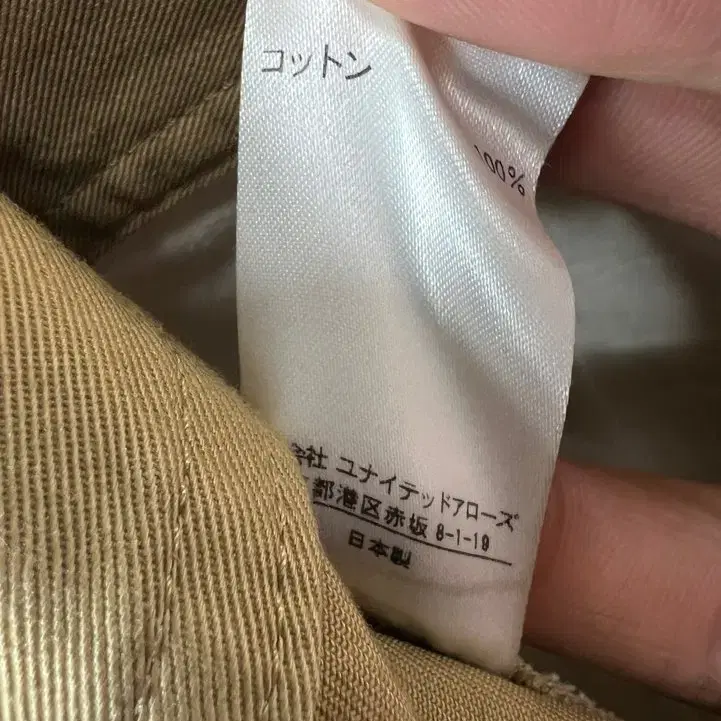 コットン
100%
会社 ユナイテッドアローズ
都港区赤坂 8-1-19
日本製